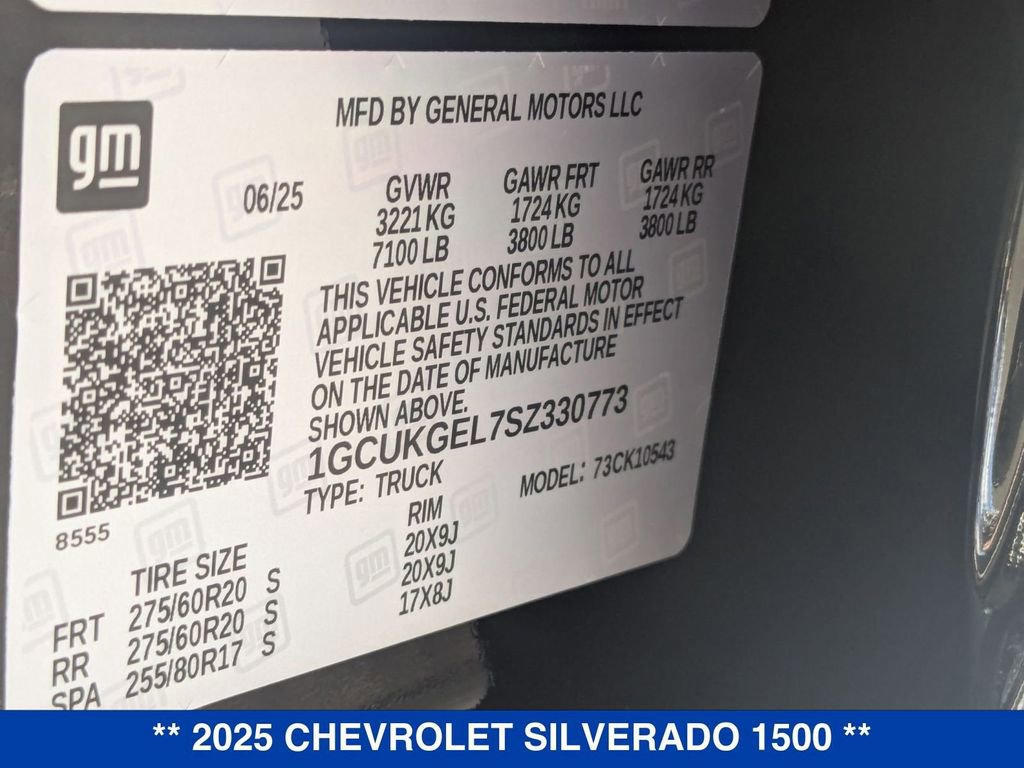 gm
MFD BY GENERAL MOTORS LLC
06/25
GVWR
3221 KG
7100 LB
GAWR FRT
1724 KG
3800 LB
GAWR RR
1724 KG
3800 LB
THIS VEHICLE CONFORMS TO ALL
APPLICABLE U.S. FEDERAL MOTOR
VEHICLE SAFETY STANDARDS IN EFFECT
ON THE DATE OF MANUFACTURE
SHOWN ABOVE.
1GCUKGEL7SZ330773
TYPE: TRUCK
MODEL: 73CK10543
8555
TIRE SIZE
RIM
FRT 275/60R20 S 20X9J
RR 275/60R20 S 20X9J
SPA 255/80R17 S 17X8J
** 2025 CHEVROLET SILVERADO 1500 **